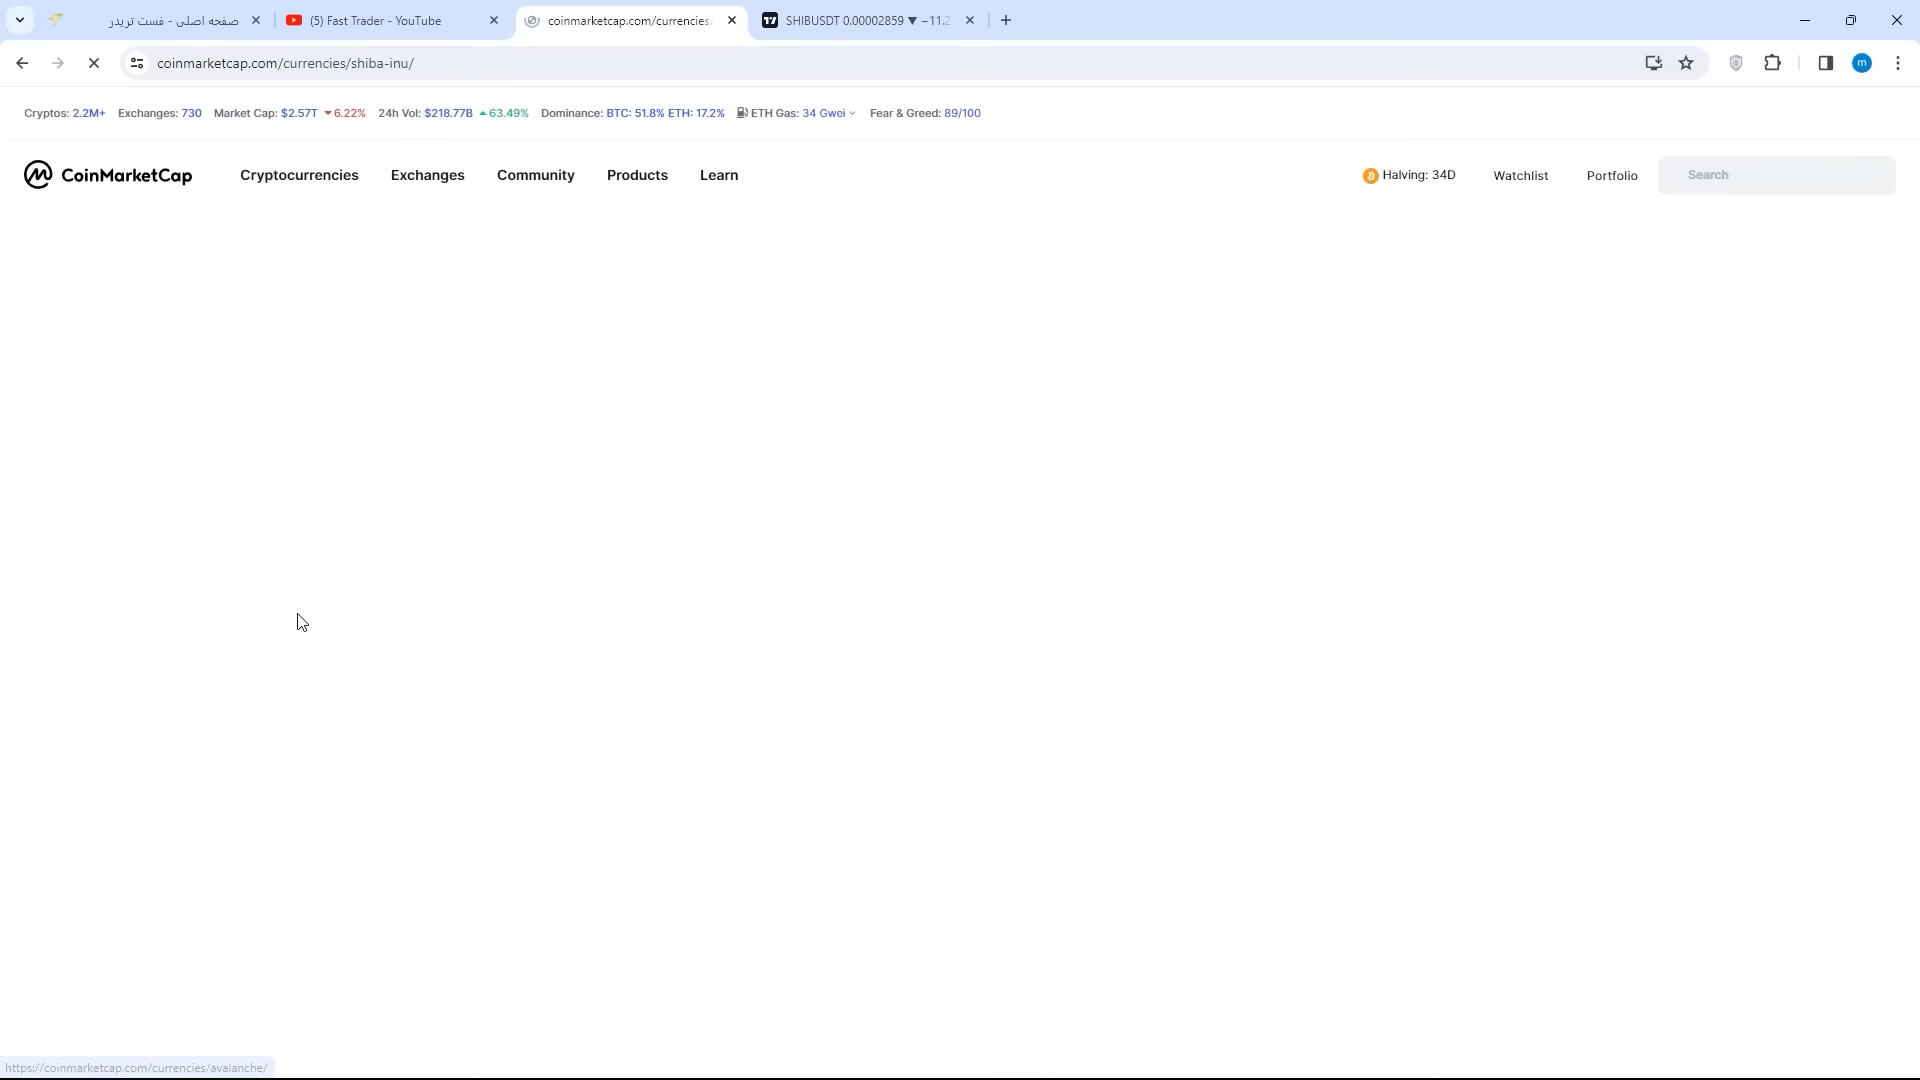 صفحه اصلی - فست تریدر
(5) Fast Trader - YouTube
coinmarketcap.com/currencies/
SHIBUSDT 0.00002859 ▼ −11.2
coinmarketcap.com/currencies/shiba-inu/
m
Cryptos: 2.2M+ Exchanges: 730 Market Cap: $2.57T ▼6.22% 24h Vol: $218.77B ▲63.49% Dominance: BTC: 51.8% ETH: 17.2% ETH Gas: 34 Gwei Fear & Greed: 89/100
CoinMarketCap Cryptocurrencies Exchanges Community Products Learn Halving: 34D Watchlist Portfolio Search
https://coinmarketcap.com/currencies/avalanche/